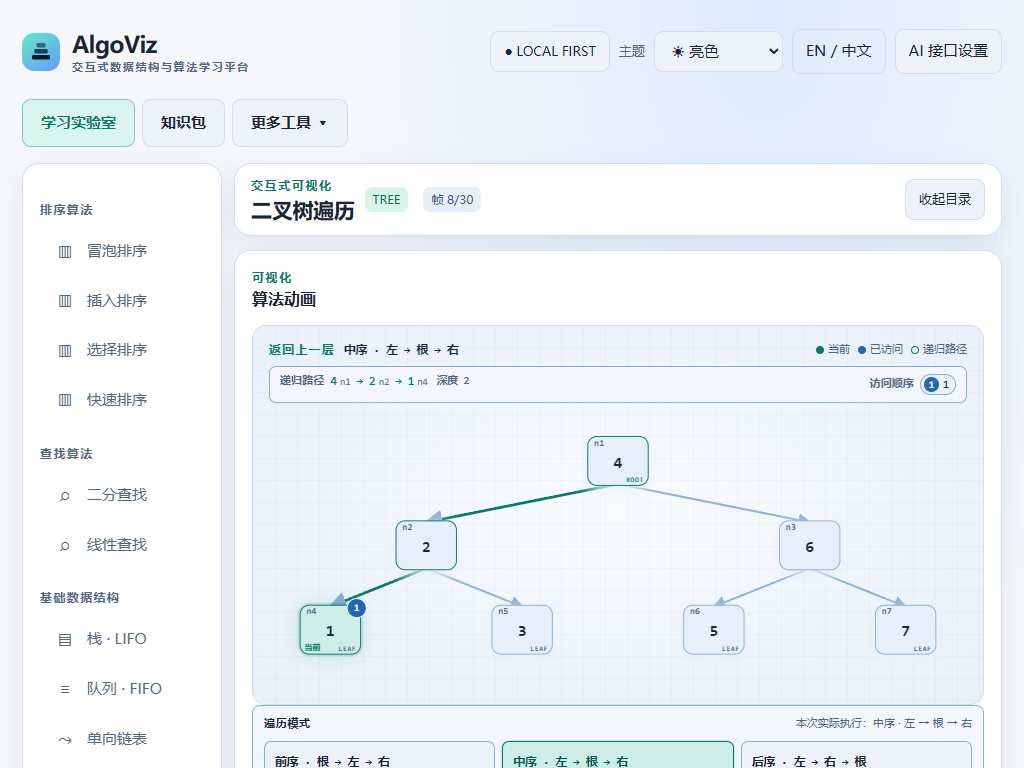 AlgoViz
交互式数据结构与算法学习平台
● LOCAL FIRST
主题
☀ 亮色
EN / 中文
AI 接口设置
学习实验室
知识包
更多工具 ▼
排序算法
冒泡排序
插入排序
选择排序
快速排序
查找算法
二分查找
线性查找
基础数据结构
栈 · LIFO
队列 · FIFO
单向链表
交互式可视化
二叉树遍历
TREE
帧 8/30
收起目录
可视化
算法动画
返回上一层 中序 · 左 → 根 → 右
当前 已访问 递归路径
递归路径 4 n1 → 2 n2 → 1 n4 深度 2
访问顺序 1 1
n1
4
ROOT
n2
2
n3
6
n4
1
1
当前 LEAF
n5
3
LEAF
n6
5
LEAF
n7
7
LEAF
遍历模式
本次实际执行: 中序 · 左 → 根 → 右
前序 · 根 → 左 → 右
中序 · 左 → 根 → 右
后序 · 左 → 右 → 根